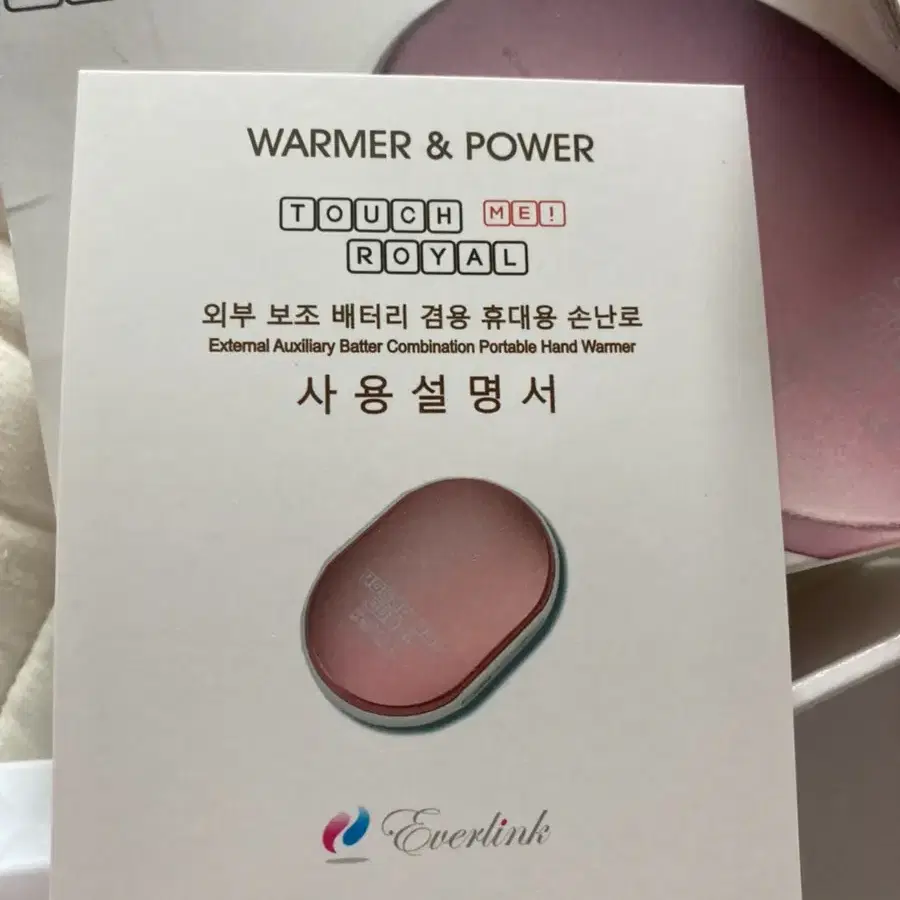 WARMER & POWER
TOUCH ME!
ROYAL
외부 보조 배터리 겸용 휴대용 손난로
External Auxiliary Batter Combination Portable Hand Warmer
사용설명서
Everlink